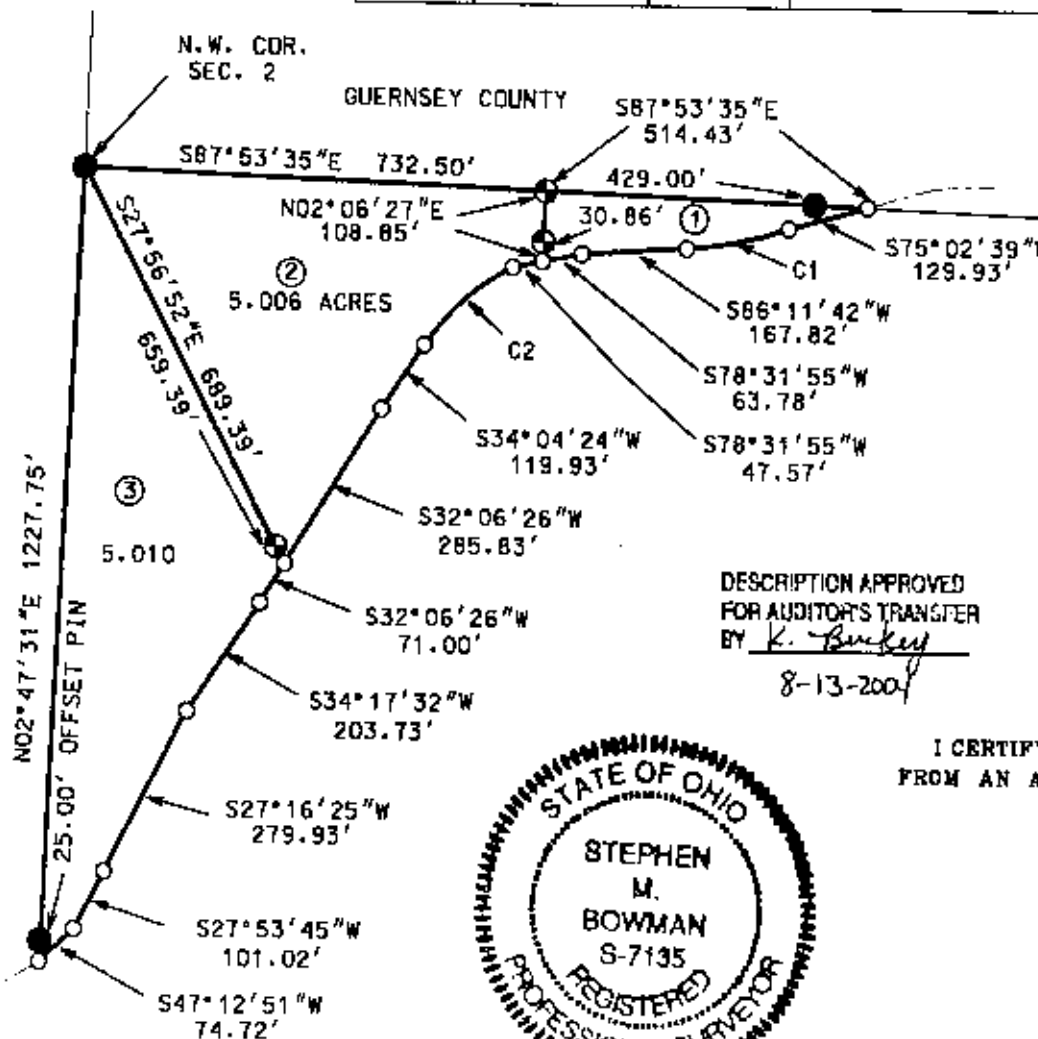 N.W. COR.
SEC. 2
GUERNSEY COUNTY
S87°53'35"E
514.43'
S87°53'35"E 732.50'
429.00'
N02°06'27"E
108.85'
30.86'
①
S75°02'39"
129.93'
C1
②
5.006 ACRES
S86°11'42"W
167.82'
C2
S78°31'55"W
63.78'
S78°31'55"W
47.57'
S27°56'52"E 689.39'
659.39'
S34°04'24"W
119.93'
③
5.010
S32°06'26"W
285.83'
N02°47'31"E 1227.75'
25.00' OFFSET PIN
S32°06'26"W
71.00'
DESCRIPTION APPROVED
FOR AUDITOR'S TRANSFER
BY K. Buckey
8-13-2004
S34°17'32"W
203.73'
I CERTIFY
FROM AN A
S27°16'25"W
279.93'
STATE OF OHIO
STEPHEN
M.
BOWMAN
S-7135
REGISTERED
PROFESSIONAL SURVEYOR
S27°53'45"W
101.02'
S47°12'51"W
74.72'